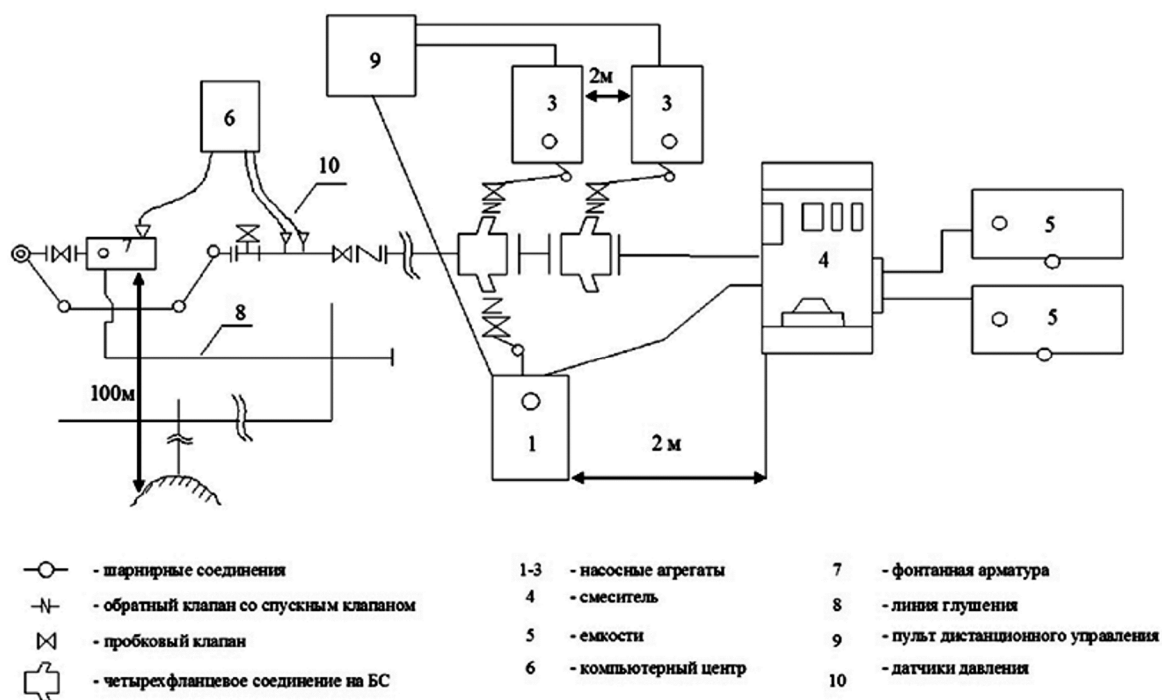 9
2м
3
3
6
10
7
4
5
5
8
100м
1
2 м
- шарнирные соединения
- обратный клапан со спускным клапаном
- пробковый клапан
- четырехфланцевое соединение на БС
1-3 - насосные агрегаты
4 - смеситель
5 - емкости
6 - компьютерный центр
7 - фонтанная арматура
8 - линия глушения
9 - пульт дистанционного управления
10 - датчики давления